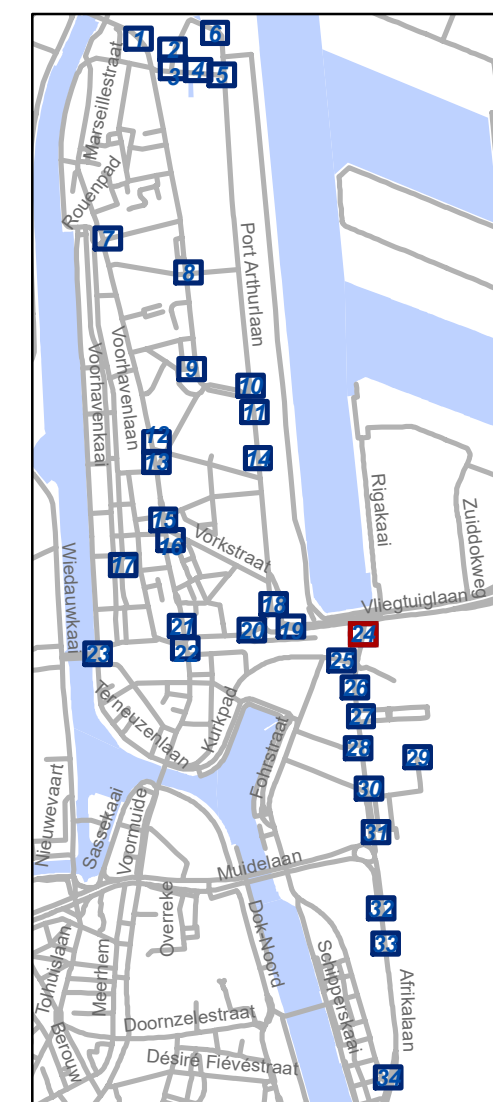 1
2
6
3
4
5
Marseillestraat
Rouenpad
7
Port Arthurlaan
8
Voorhavenkaai
Voorhavenlaan
9
10
11
12
13
14
Rigakaai
Zuiddokweg
15
16
Vorkstraat
17
Wiedauwkaai
18
Vliegtuiglaan
19
20
21
22
23
24
25
Terneuzenlaan
Kurkpad
26
27
Fohrstraat
28
29
30
Nieuwevaart
Sassekaai
Voormuide
31
Muidelaan
32
Overreke
Dok-Noord
33
Tolhuislaan
Meerhem
Schipperskaai
Afrikalaan
Doornzelestraat
Berouw
Désiré Fiévéstraat
34